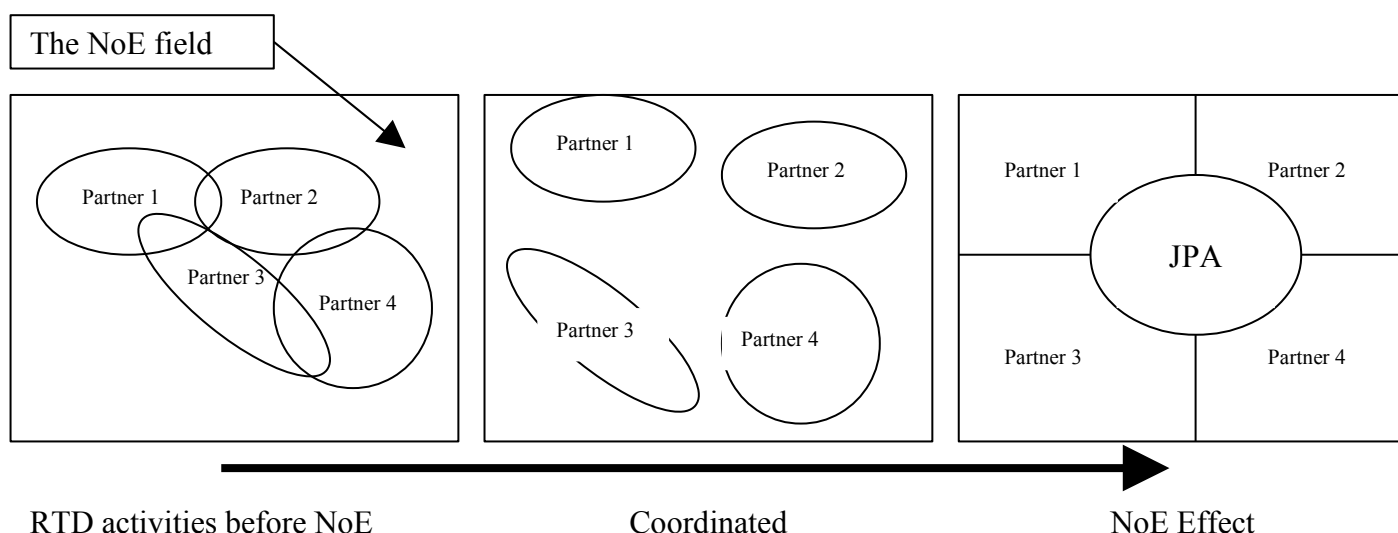 The NoE field
Partner 1
Partner 2
Partner 3
Partner 4
Partner 1
Partner 2
Partner 3
Partner 4
Partner 1
Partner 2
JPA
Partner 3
Partner 4
RTD activities before NoE
Coordinated
NoE Effect